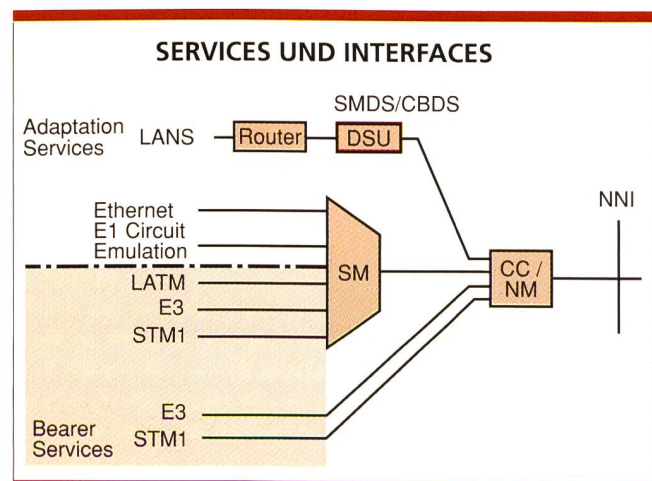 SERVICES UND INTERFACES
SMDS/CBDS
Adaptation
Services
LANS
Router
DSU
NNI
Ethernet
E1 Circuit
Emulation
LATM
E3
STM1
SM
CC /
NM
E3
STM1
Bearer
Services